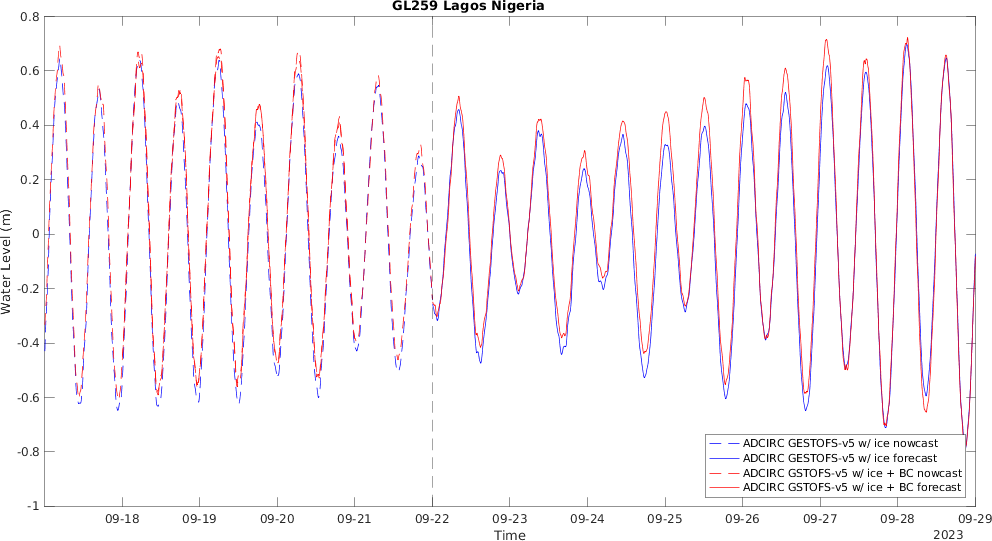 GL259 Lagos Nigeria
0.8
0.6
0.4
0.2
0
-0.2
-0.4
-0.6
-0.8
-1
Water Level (m)
ADCIRC GESTOFS-v5 w/ ice nowcast
ADCIRC GESTOFS-v5 w/ ice forecast
ADCIRC GSTOFS-v5 w/ ice + BC nowcast
ADCIRC GSTOFS-v5 w/ ice + BC forecast
09-18 09-19 09-20 09-21 09-22 09-23 09-24 09-25 09-26 09-27 09-28 09-29
Time
2023